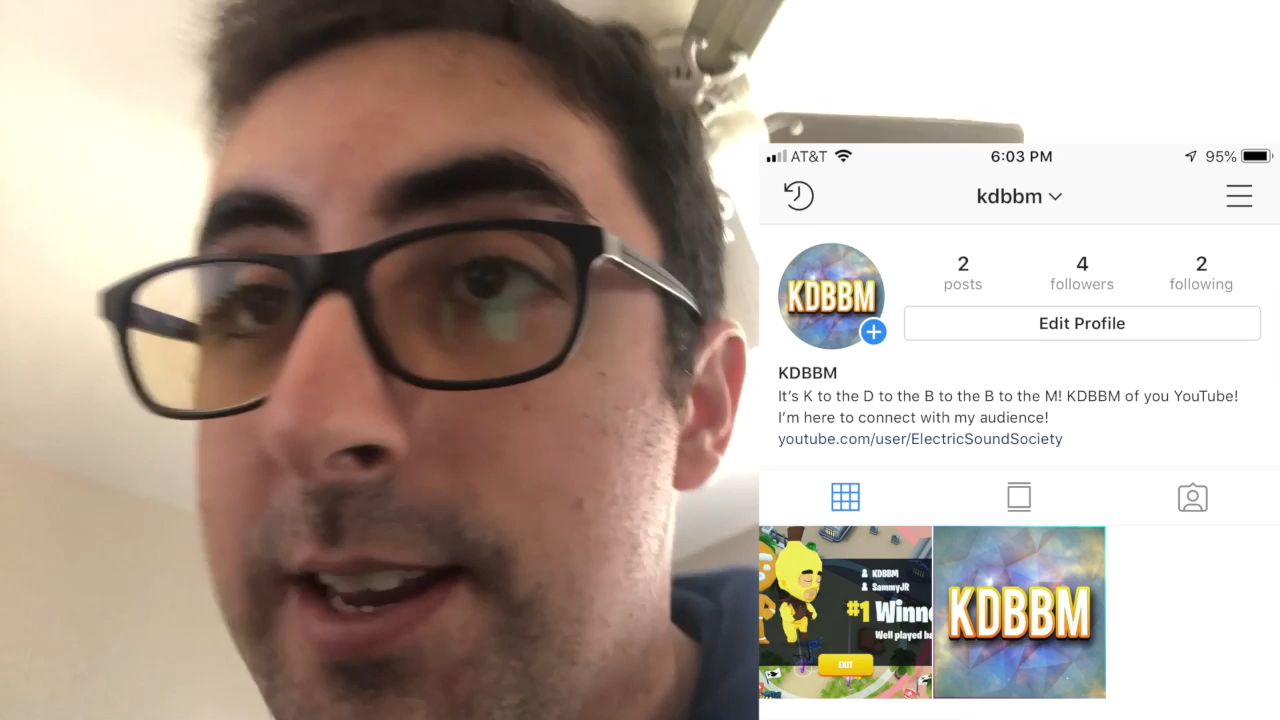 AT&T
6:03 PM
95%
kdbbm
KDBBM
2
posts
4
followers
2
following
Edit Profile
KDBBM
It's K to the D to the B to the B to the M! KDBBM of you YouTube!
I'm here to connect with my audience!
youtube.com/user/ElectricSoundSociety
KDBBM
SammyJR
#1 Winne
Well played ba
EXIT
KDBBM